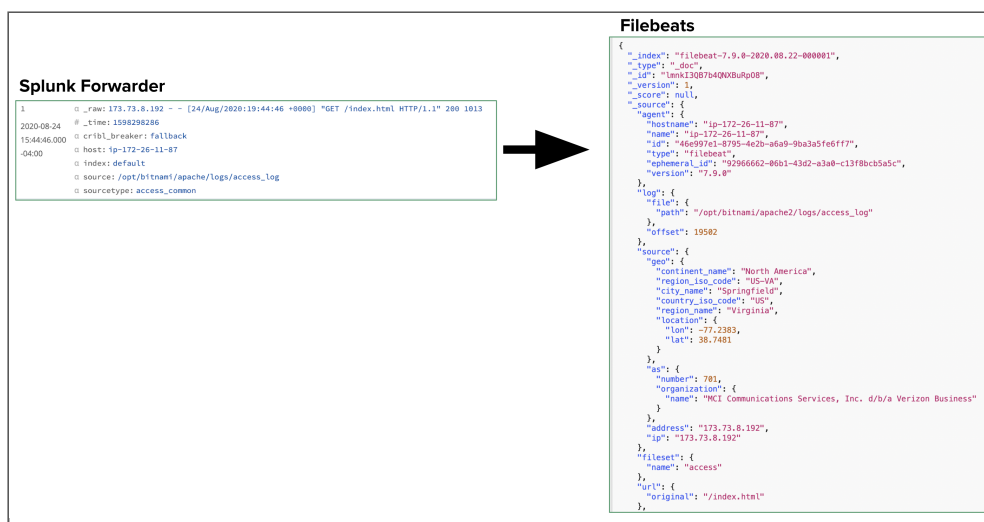 Splunk Forwarder
1
2020-08-24
15:44:46.000
-04:00
a _raw: 173.73.8.192 - - [24/Aug/2020:19:44:46 +0000] "GET /index.html HTTP/1.1" 200 1013
# _time: 1598298286
a cribl_breaker: fallback
a host: ip-172-26-11-87
a index: default
a source: /opt/bitnami/apache/logs/access_log
a sourcetype: access_common
Filebeats
{
"_index": "filebeat-7.9.0-2020.08.22-000001",
"_type": "_doc",
"_id": "lmnkI3QB7b4QNXBuRpO8",
"_version": 1,
"_score": null,
"_source": {
"agent": {
"hostname": "ip-172-26-11-87",
"name": "ip-172-26-11-87",
"id": "46e997e1-8795-4e2b-a6a9-9ba3a5fe6ff7",
"type": "filebeat",
"ephemeral_id": "92966662-06b1-43d2-a3a0-c13f8bcb5a5c",
"version": "7.9.0"
},
"log": {
"file": {
"path": "/opt/bitnami/apache2/logs/access_log"
},
"offset": 19502
},
"source": {
"geo": {
"continent_name": "North America",
"region_iso_code": "US-VA",
"city_name": "Springfield",
"country_iso_code": "US",
"region_name": "Virginia",
"location": {
"lon": -77.2383,
"lat": 38.7481
}
},
"as": {
"number": 701,
"organization": {
"name": "MCI Communications Services, Inc. d/b/a Verizon Business"
}
},
"address": "173.73.8.192",
"ip": "173.73.8.192"
},
"fileset": {
"name": "access"
},
"url": {
"original": "/index.html"
},